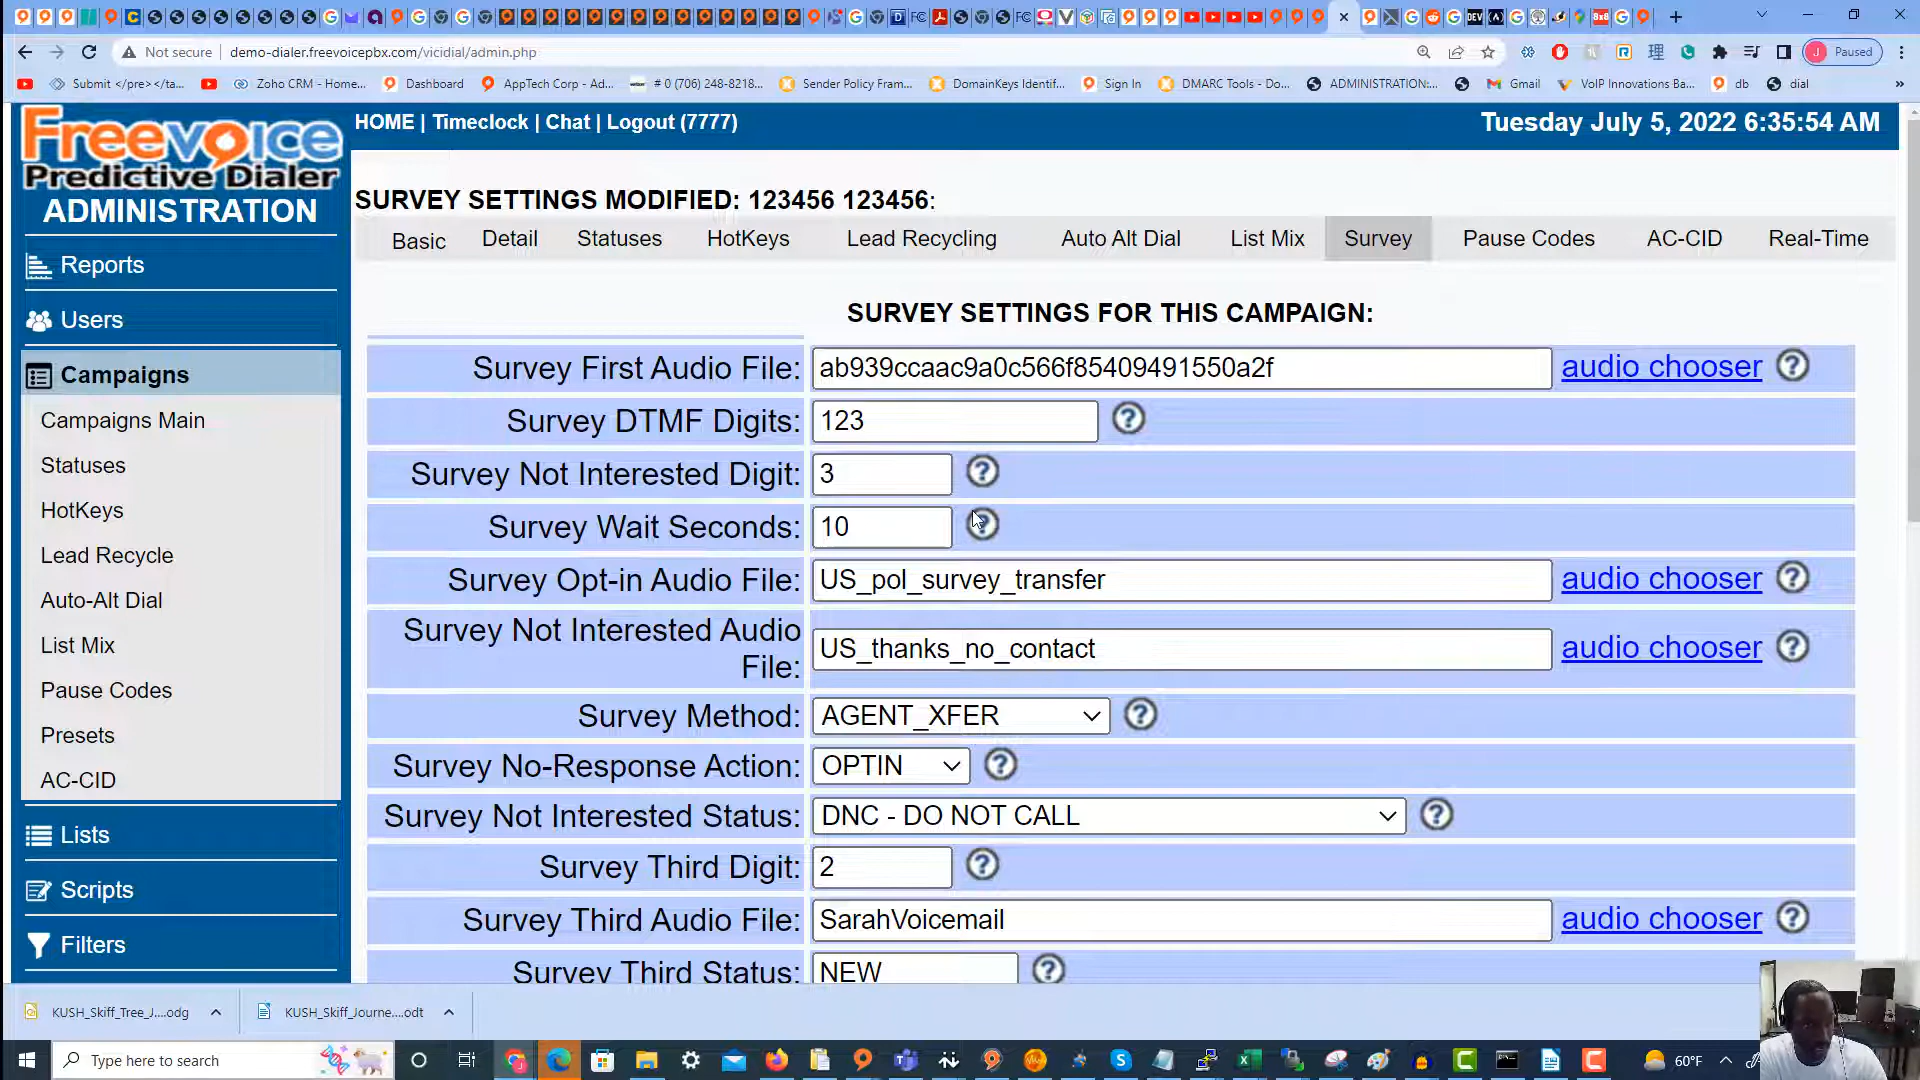 Not secure | demo-dialer.freevoicepbx.com/vicidial/admin.php
Paused
Submit </pre></ta...
Zoho CRM - Home...
Dashboard
AppTech Corp - Ad...
# 0 (706) 248-8218...
Sender Policy Fram...
DomainKeys Identif...
Sign In
DMARC Tools - Do...
ADMINISTRATION:...
Gmail
VoIP Innovations Ba...
db
dial
»
Freevoice
Predictive Dialer
ADMINISTRATION
HOME | Timeclock | Chat | Logout (7777)
Tuesday July 5, 2022 6:35:54 AM
Reports
Users
Campaigns
Campaigns Main
Statuses
HotKeys
Lead Recycle
Auto-Alt Dial
List Mix
Pause Codes
Presets
AC-CID
Lists
Scripts
Filters
SURVEY SETTINGS MODIFIED: 123456 123456:
Basic Detail Statuses HotKeys Lead Recycling Auto Alt Dial List Mix Survey Pause Codes AC-CID Real-Time
SURVEY SETTINGS FOR THIS CAMPAIGN:
Survey First Audio File: ab939ccaac9a0c566f85409491550a2f audio chooser
Survey DTMF Digits: 123
Survey Not Interested Digit: 3
Survey Wait Seconds: 10
Survey Opt-in Audio File: US_pol_survey_transfer audio chooser
Survey Not Interested Audio
File: US_thanks_no_contact audio chooser
Survey Method: AGENT_XFER
Survey No-Response Action: OPTIN
Survey Not Interested Status: DNC - DO NOT CALL
Survey Third Digit: 2
Survey Third Audio File: SarahVoicemail audio chooser
Survey Third Status: NEW
KUSH_Skiff_Tree_J....odg
KUSH_Skiff_Journe....odt
Type here to search
60°F